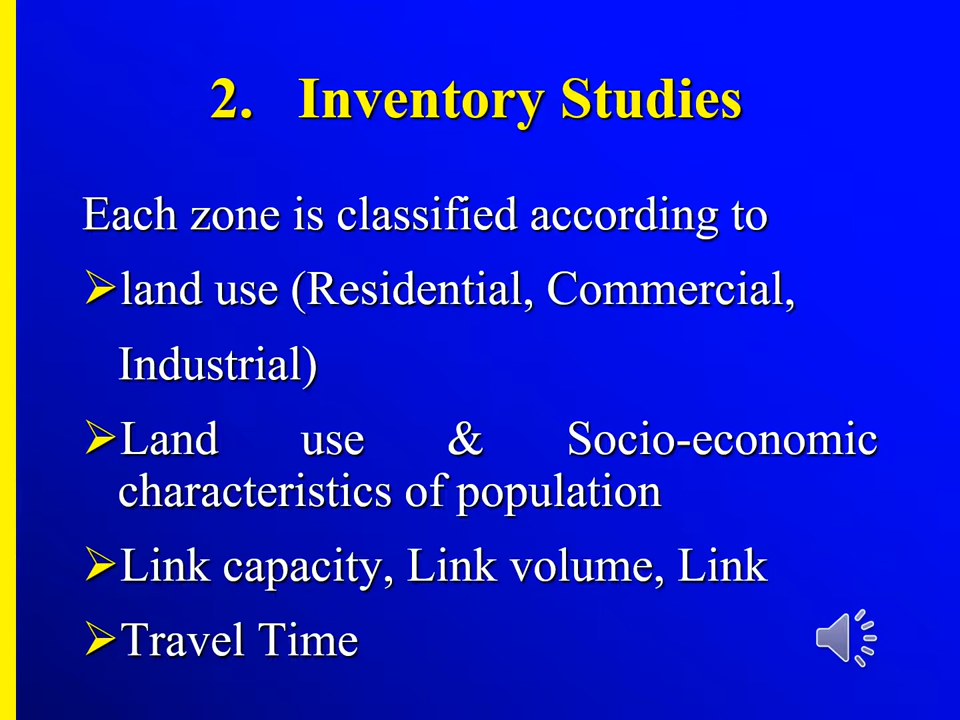 2. Inventory Studies
Each zone is classified according to
➢land use (Residential, Commercial,
Industrial)
➢Land use & Socio-economic
characteristics of population
➢Link capacity, Link volume, Link
➢Travel Time